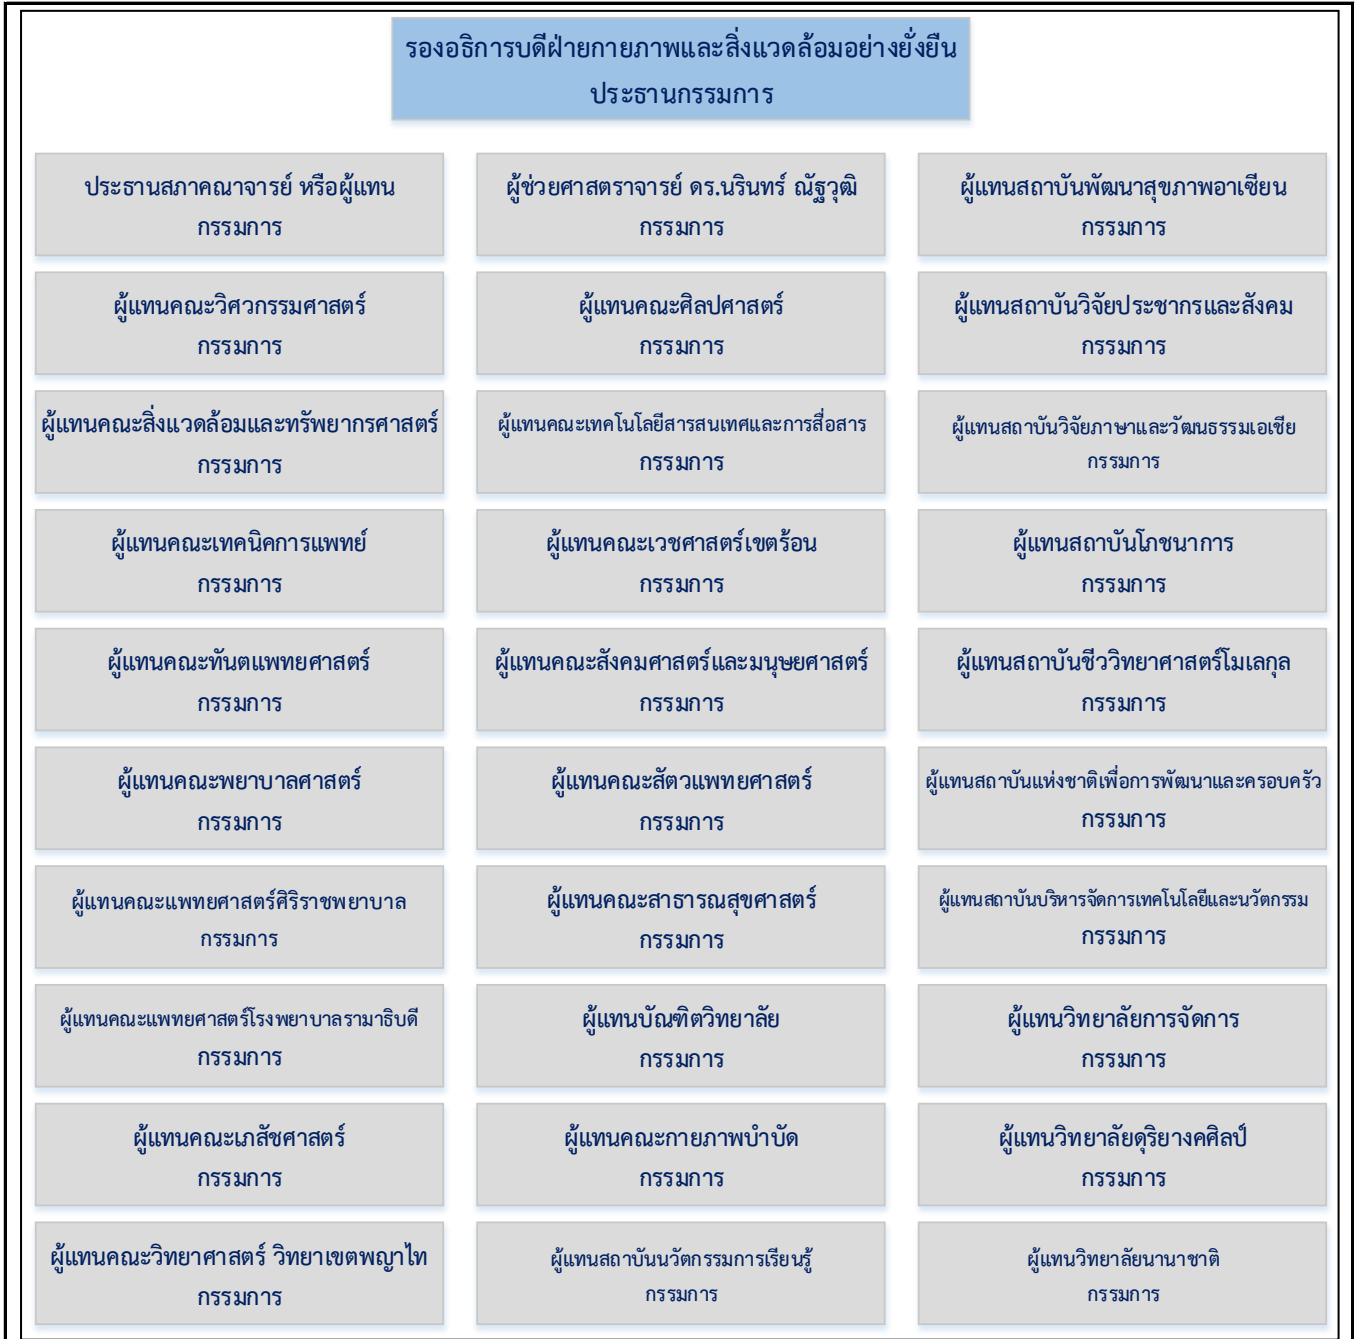 รองอธิการบดีฝ่ายกายภาพและสิ่งแวดล้อมอย่างยั่งยืน
ประธานกรรมการ
ประธานสภาคณาจารย์ หรือผู้แทน
กรรมการ
ผู้ช่วยศาสตราจารย์ ดร.นรินทร์ ณัฐวุฒิ
กรรมการ
ผู้แทนสถาบันพัฒนาสุขภาพอาเซียน
กรรมการ
ผู้แทนคณะวิศวกรรมศาสตร์
กรรมการ
ผู้แทนคณะศิลปศาสตร์
กรรมการ
ผู้แทนสถาบันวิจัยประชากรและสังคม
กรรมการ
ผู้แทนคณะสิ่งแวดล้อมและทรัพยากรศาสตร์
กรรมการ
ผู้แทนคณะเทคโนโลยีสารสนเทศและการสื่อสาร
กรรมการ
ผู้แทนสถาบันวิจัยภาษาและวัฒนธรรมเอเชีย
กรรมการ
ผู้แทนคณะเทคนิคการแพทย์
กรรมการ
ผู้แทนคณะเวชศาสตร์เขตร้อน
กรรมการ
ผู้แทนสถาบันโภชนาการ
กรรมการ
ผู้แทนคณะทันตแพทยศาสตร์
กรรมการ
ผู้แทนคณะสังคมศาสตร์และมนุษยศาสตร์
กรรมการ
ผู้แทนสถาบันชีววิทยาศาสตร์โมเลกุล
กรรมการ
ผู้แทนคณะพยาบาลศาสตร์
กรรมการ
ผู้แทนคณะสัตวแพทยศาสตร์
กรรมการ
ผู้แทนสถาบันแห่งชาติเพื่อการพัฒนาและครอบครัว
กรรมการ
ผู้แทนคณะแพทยศาสตร์ศิริราชพยาบาล
กรรมการ
ผู้แทนคณะสาธารณสุขศาสตร์
กรรมการ
ผู้แทนสถาบันบริหารจัดการเทคโนโลยีและนวัตกรรม
กรรมการ
ผู้แทนคณะแพทยศาสตร์โรงพยาบาลรามาธิบดี
กรรมการ
ผู้แทนบัณฑิตวิทยาลัย
กรรมการ
ผู้แทนวิทยาลัยการจัดการ
กรรมการ
ผู้แทนคณะเภสัชศาสตร์
กรรมการ
ผู้แทนคณะกายภาพบำบัด
กรรมการ
ผู้แทนวิทยาลัยดุริยางคศิลป์
กรรมการ
ผู้แทนคณะวิทยาศาสตร์ วิทยาเขตพญาไท
กรรมการ
ผู้แทนสถาบันนวัตกรรมการเรียนรู้
กรรมการ
ผู้แทนวิทยาลัยนานาชาติ
กรรมการ